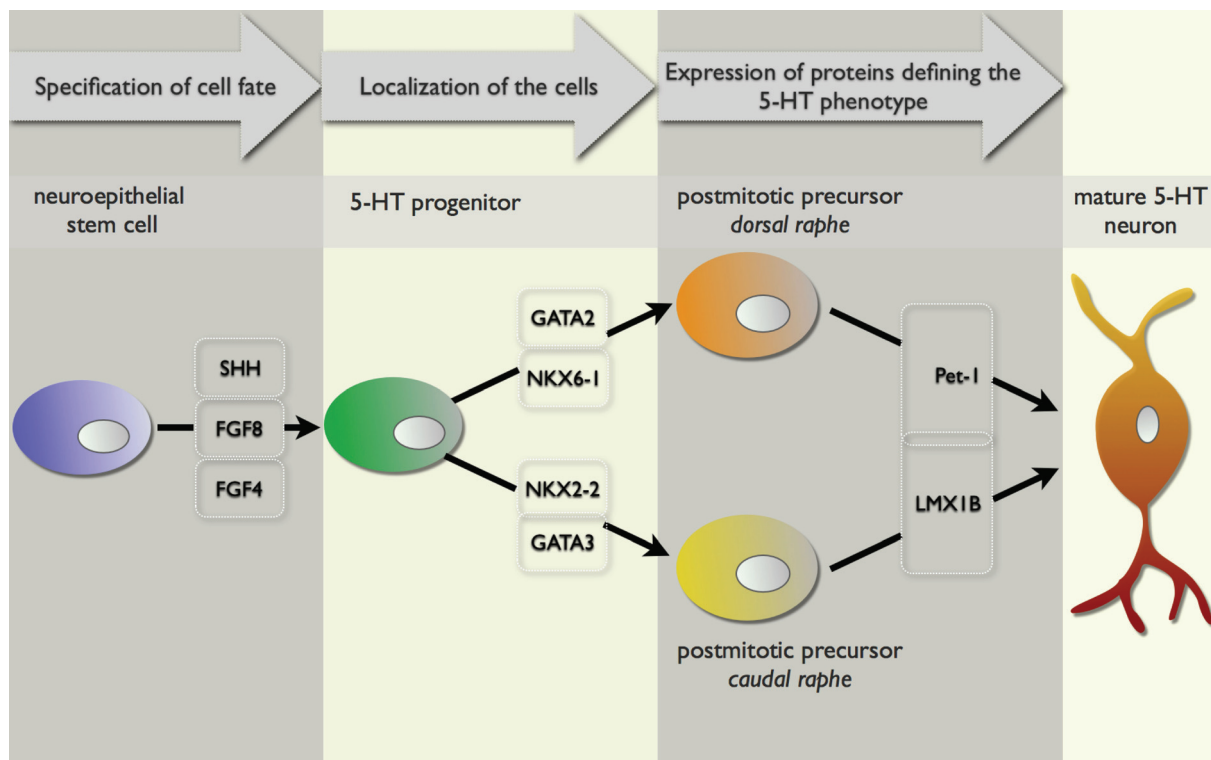 Specification of cell fate
Localization of the cells
Expression of proteins defining the
5-HT phenotype
neuroepithelial
stem cell
5-HT progenitor
postmitotic precursor
dorsal raphe
mature 5-HT
neuron
SHH
FGF8
FGF4
GATA2
NKX6-1
NKX2-2
GATA3
Pet-1
LMX1B
postmitotic precursor
caudal raphe